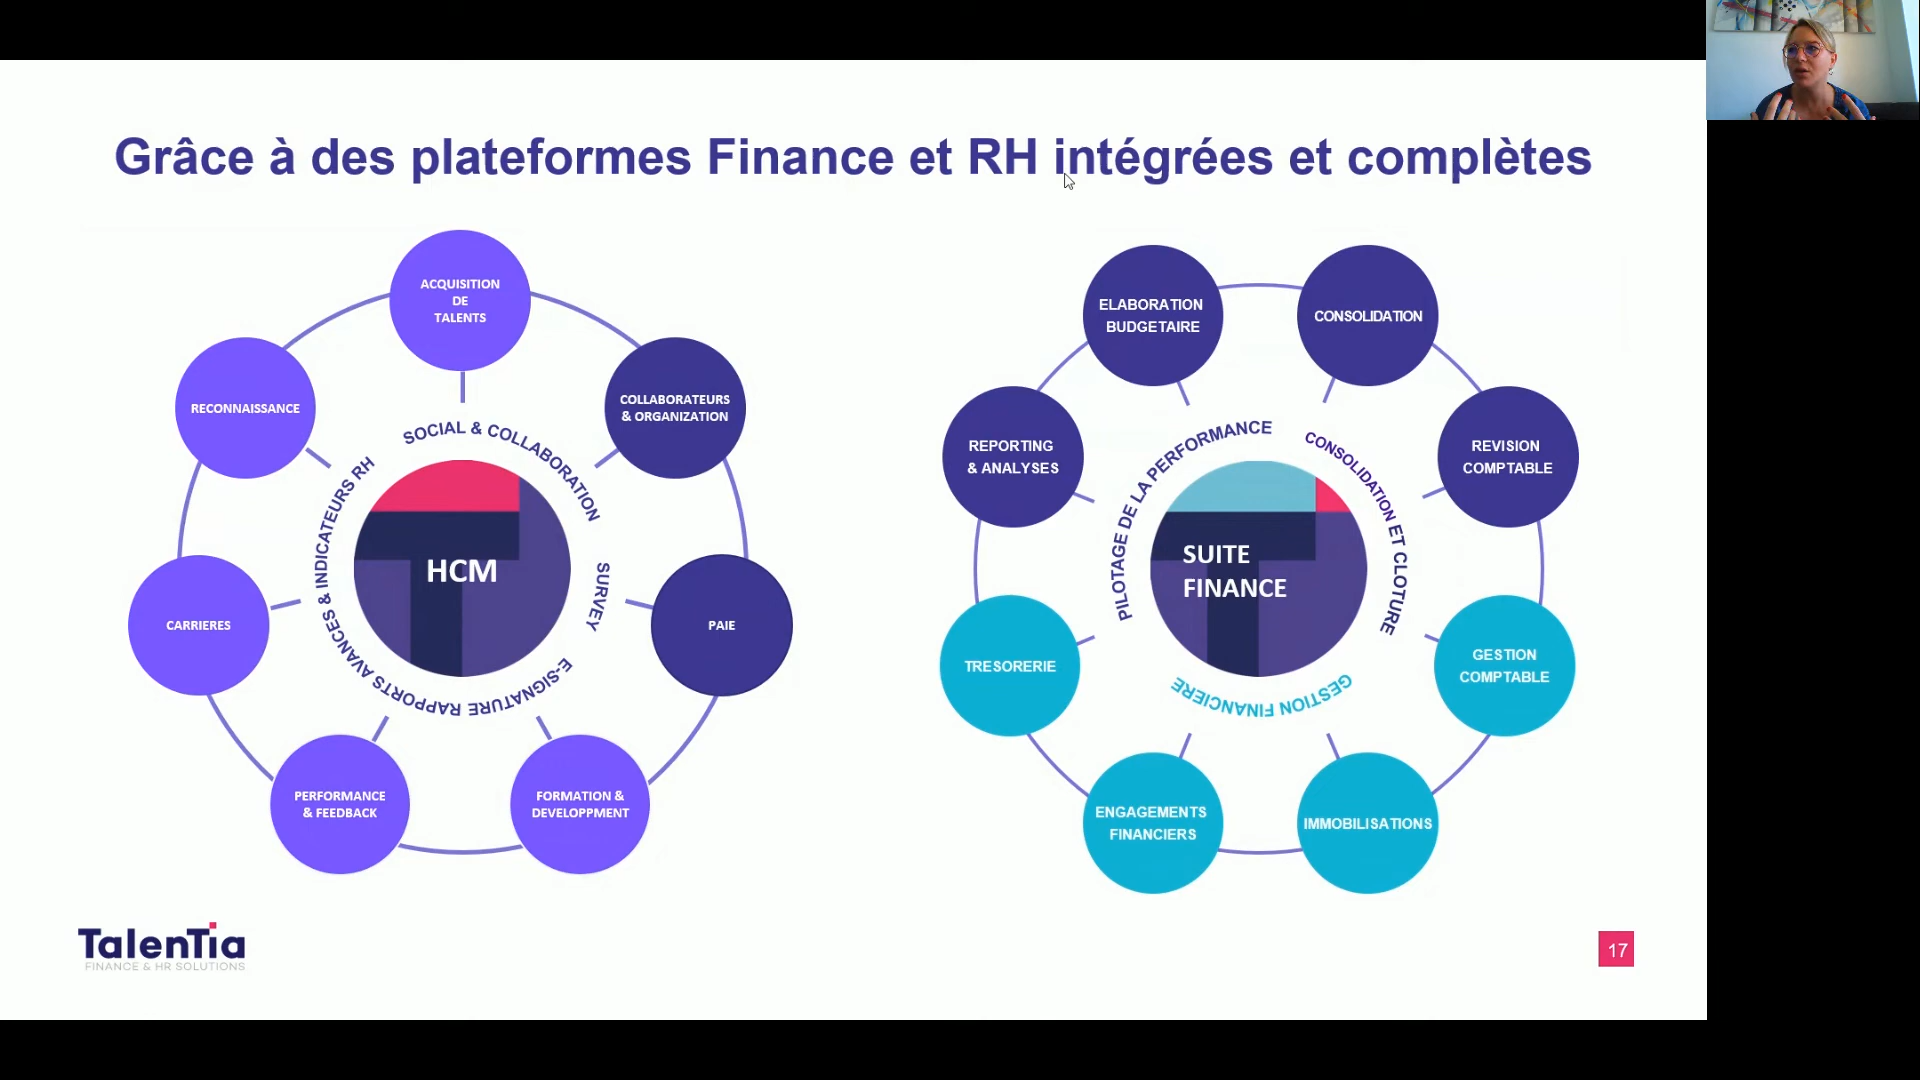 Grâce à des plateformes Finance et RH intégrées et complètes
ACQUISITION
DE
TALENTS
RECONNAISSANCE
COLLABORATEURS
& ORGANIZATION
CARRIERES
PAIE
PERFORMANCE
& FEEDBACK
FORMATION &
DEVELOPPMENT
SOCIAL & COLLABORATION
SURVEY
E-SIGNATURE
RAPPORTS AVANCES & INDICATEURS RH
HCM
ELABORATION
BUDGETAIRE
CONSOLIDATION
REPORTING
& ANALYSES
REVISION
COMPTABLE
TRESORERIE
GESTION
COMPTABLE
ENGAGEMENTS
FINANCIERS
IMMOBILISATIONS
PILOTAGE DE LA PERFORMANCE
CONSOLIDATION ET CLOTURE
GESTION FINANCIERE
SUITE
FINANCE
TalenTia
FINANCE & HR SOLUTIONS
17